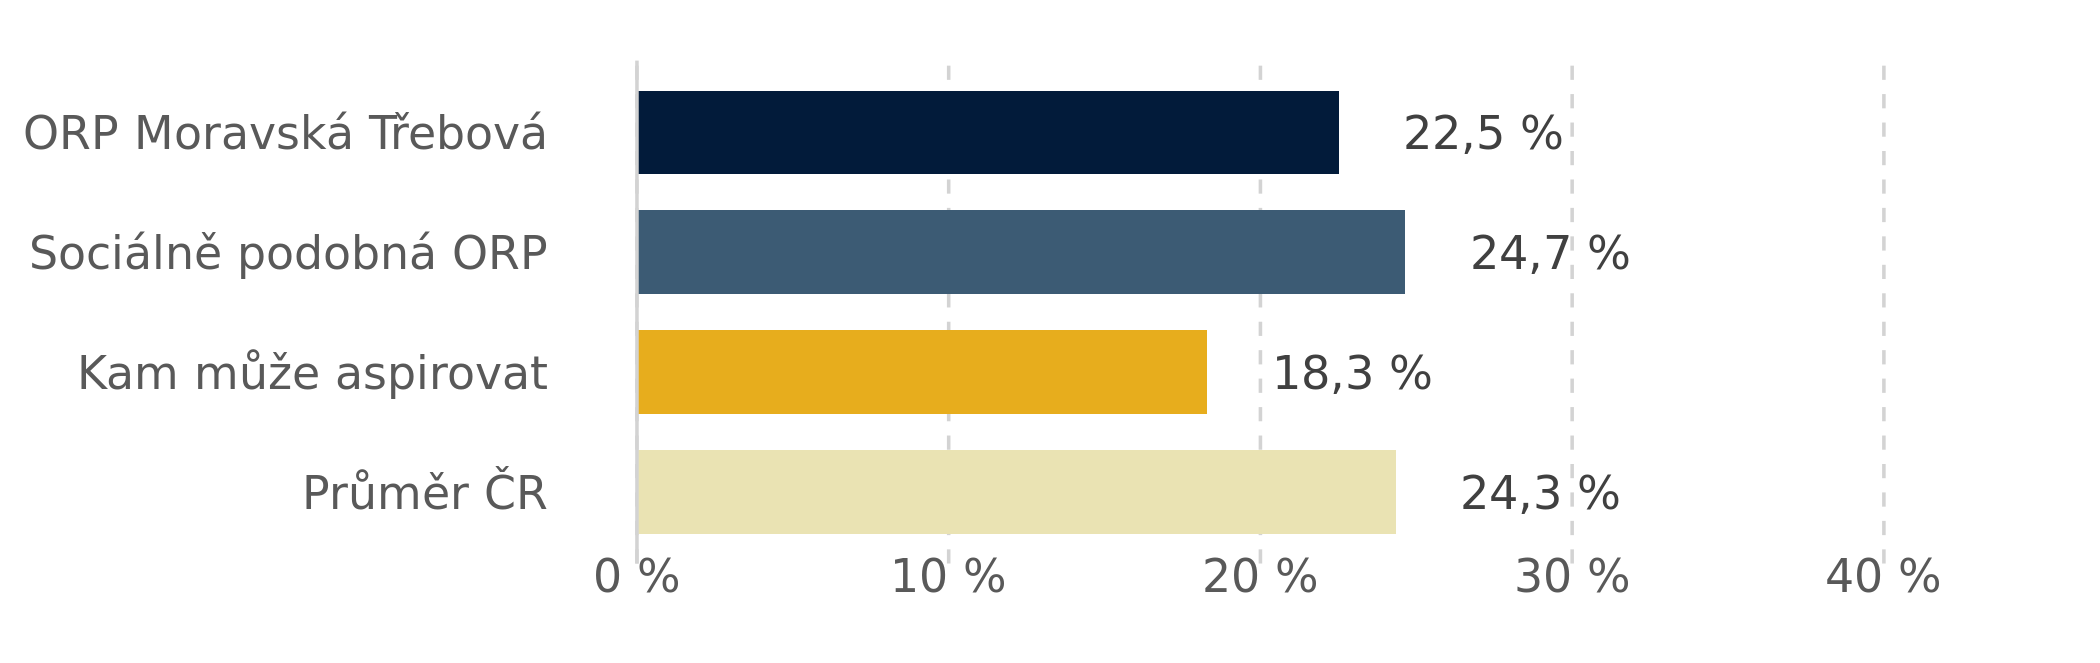 ORP Moravská Třebová 22,5 %
Sociálně podobná ORP 24,7 %
Kam může aspirovat 18,3 %
Průměr ČR 24,3 %
0 % 10 % 20 % 30 % 40 %